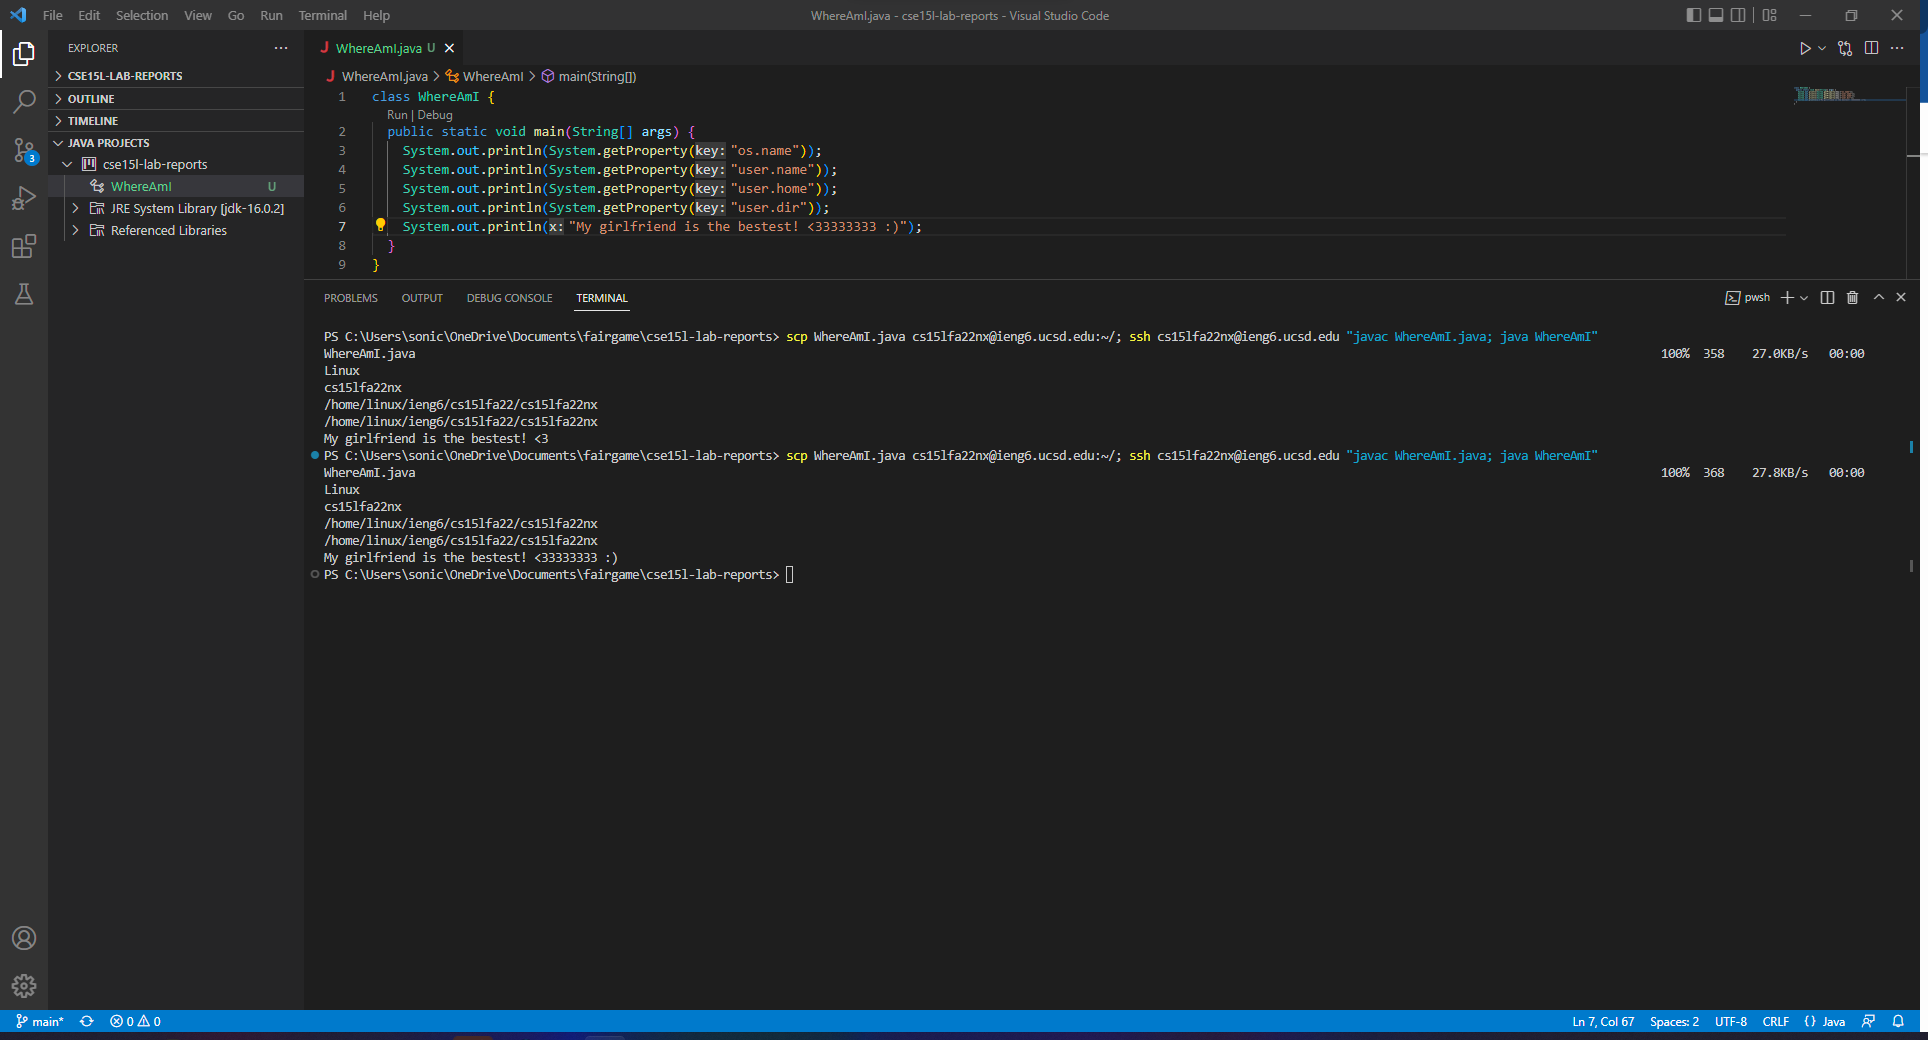 File Edit Selection View Go Run Terminal Help
WhereAmI.java - cse15l-lab-reports - Visual Studio Code
EXPLORER
CSE15L-LAB-REPORTS
OUTLINE
TIMELINE
JAVA PROJECTS
cse15l-lab-reports
WhereAmI U
JRE System Library [jdk-16.0.2]
Referenced Libraries
3
J WhereAmI.java U
J WhereAmI.java > WhereAmI > main(String[])
1 class WhereAmI {
Run | Debug
2 public static void main(String[] args) {
3 System.out.println(System.getProperty(key: "os.name"));
4 System.out.println(System.getProperty(key: "user.name"));
5 System.out.println(System.getProperty(key: "user.home"));
6 System.out.println(System.getProperty(key: "user.dir"));
7 System.out.println(x: "My girlfriend is the bestest! <33333333 :)");
8 }
9 }
PROBLEMS OUTPUT DEBUG CONSOLE TERMINAL
pwsh
PS C:\Users\sonic\OneDrive\Documents\fairgame\cse15l-lab-reports> scp WhereAmI.java cs15lfa22nx@ieng6.ucsd.edu:~/; ssh cs15lfa22nx@ieng6.ucsd.edu "javac WhereAmI.java; java WhereAmI"
WhereAmI.java 100% 358 27.0KB/s 00:00
Linux
cs15lfa22nx
/home/linux/ieng6/cs15lfa22/cs15lfa22nx
/home/linux/ieng6/cs15lfa22/cs15lfa22nx
My girlfriend is the bestest! <3
PS C:\Users\sonic\OneDrive\Documents\fairgame\cse15l-lab-reports> scp WhereAmI.java cs15lfa22nx@ieng6.ucsd.edu:~/; ssh cs15lfa22nx@ieng6.ucsd.edu "javac WhereAmI.java; java WhereAmI"
WhereAmI.java 100% 368 27.8KB/s 00:00
Linux
cs15lfa22nx
/home/linux/ieng6/cs15lfa22/cs15lfa22nx
/home/linux/ieng6/cs15lfa22/cs15lfa22nx
My girlfriend is the bestest! <33333333 :)
PS C:\Users\sonic\OneDrive\Documents\fairgame\cse15l-lab-reports>
main* 0 0
Ln 7, Col 67 Spaces: 2 UTF-8 CRLF {} Java